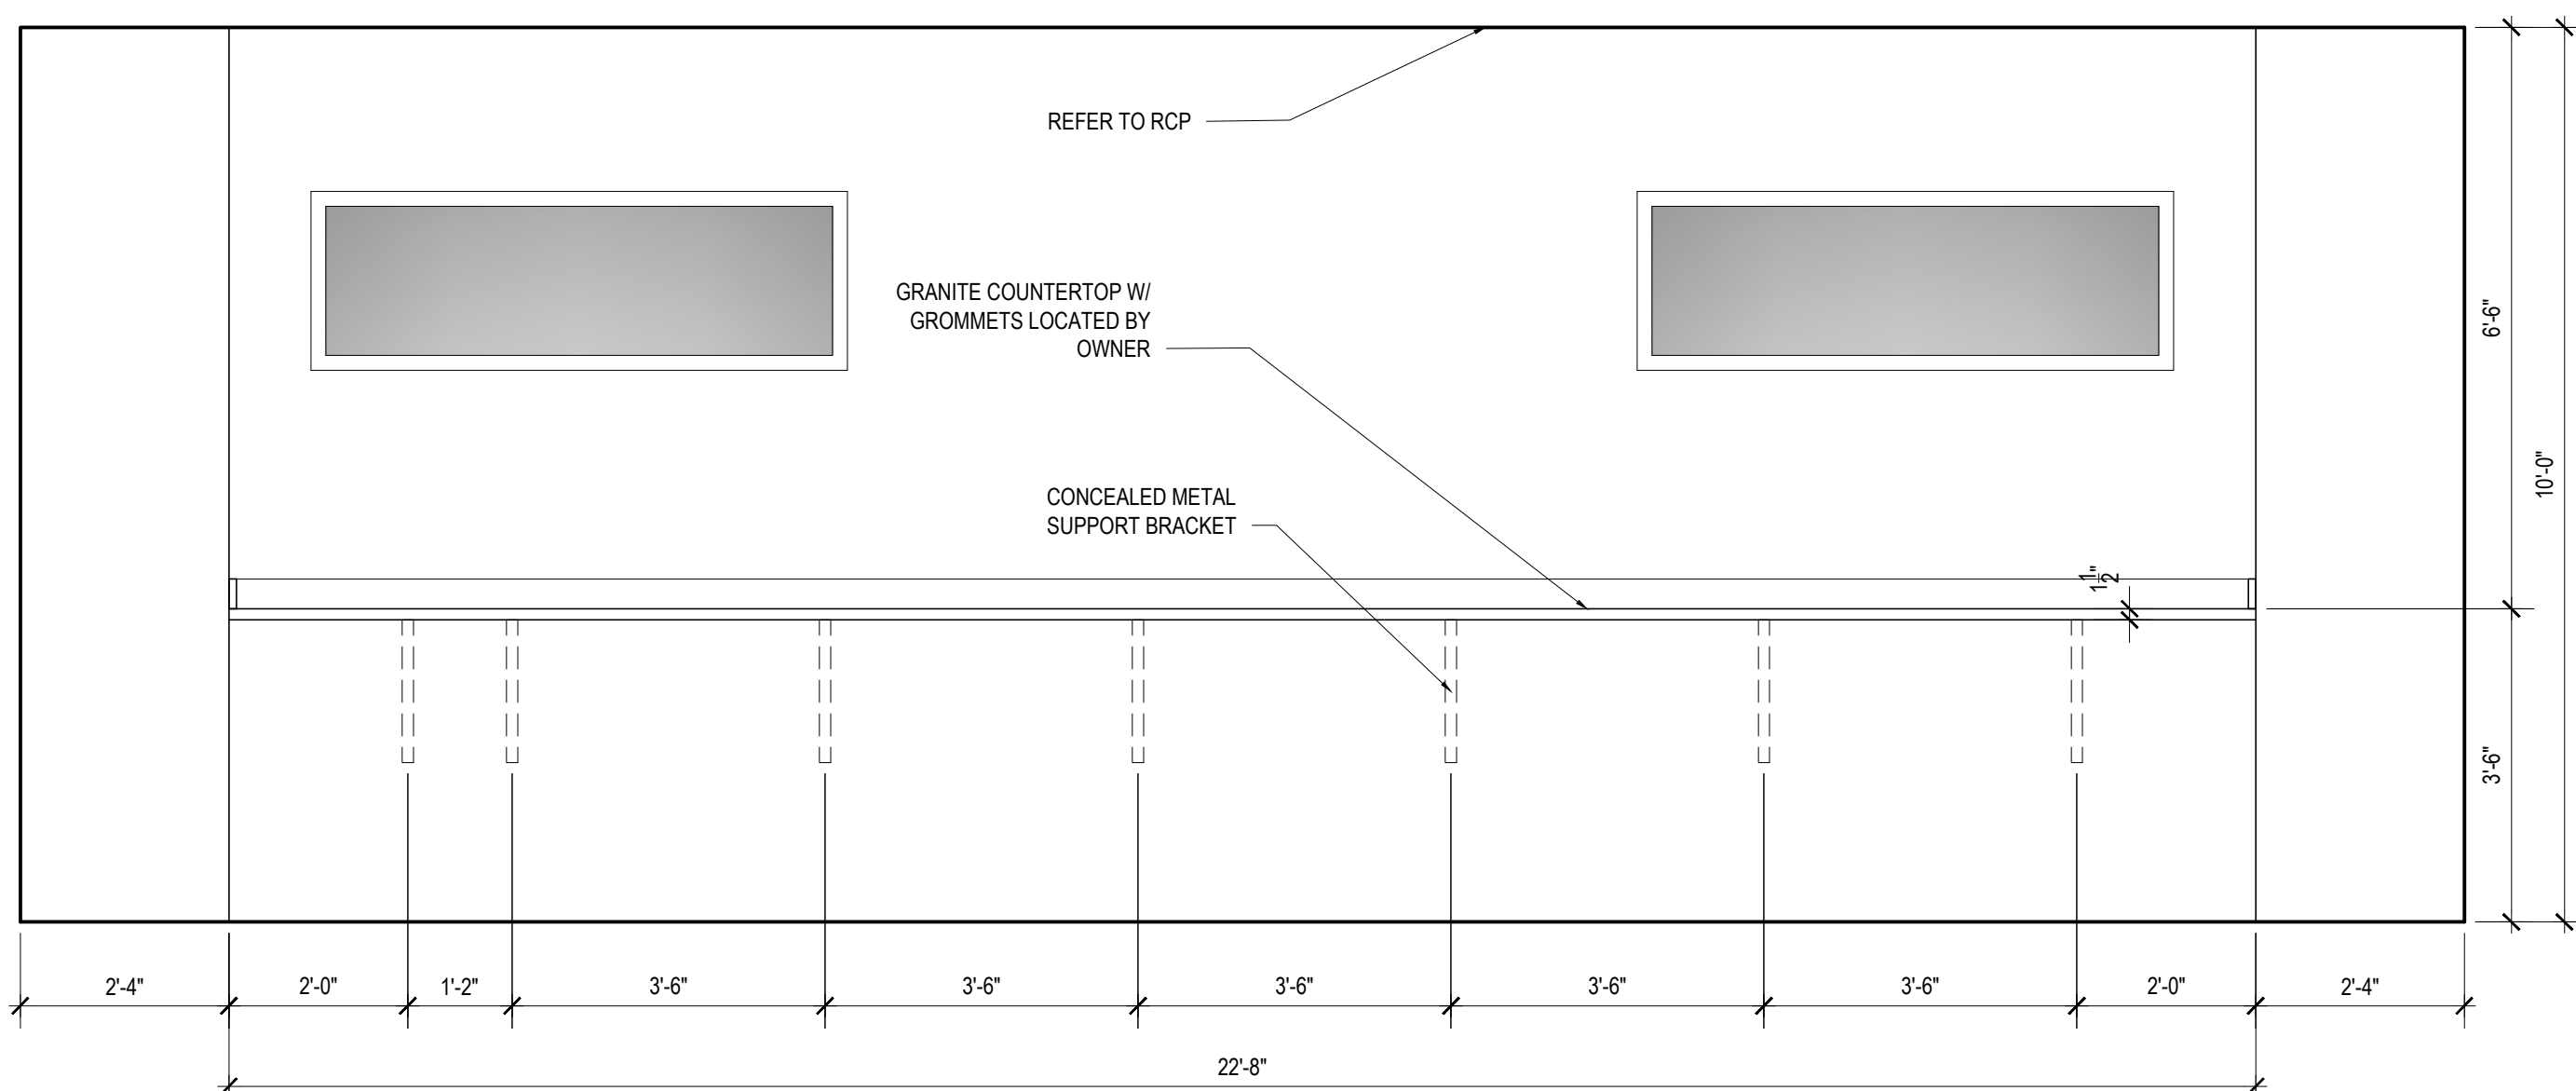 REFER TO RCP
GRANITE COUNTERTOP W/
GROMMETS LOCATED BY
OWNER
6'-6"
10'-0"
CONCEALED METAL
SUPPORT BRACKET
1 1/2"
3'-6"
2'-4" 2'-0" 1'-2" 3'-6" 3'-6" 3'-6" 3'-6" 3'-6" 2'-0" 2'-4"
22'-8"